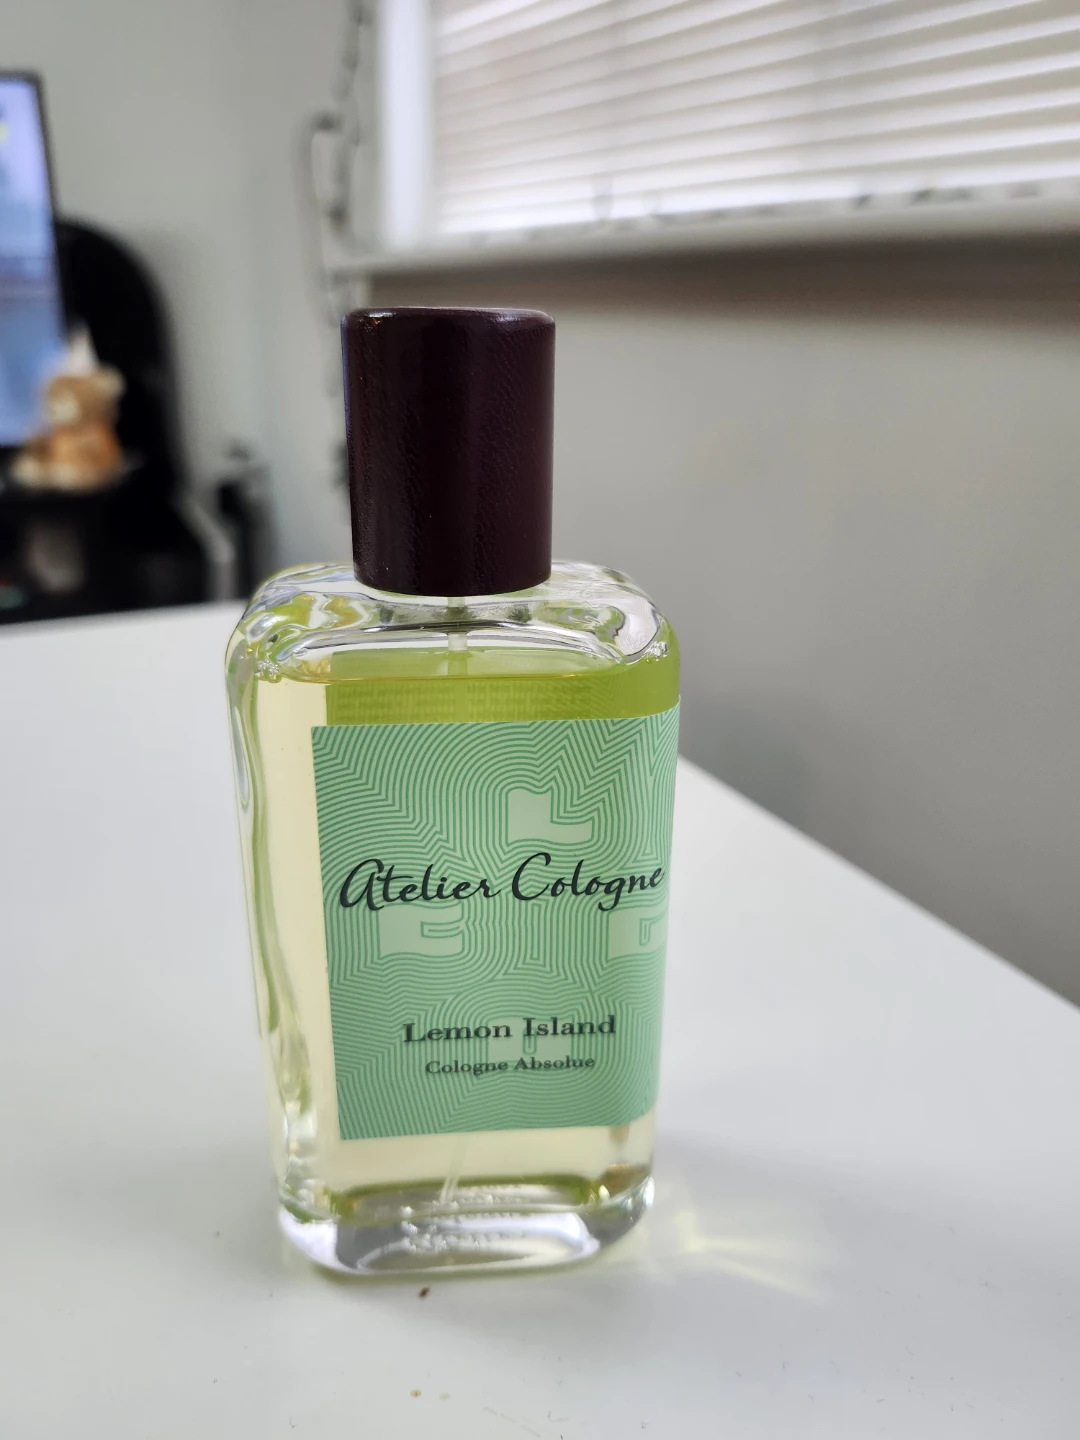 Atelier Cologne
Lemon Island
Cologne Absolue